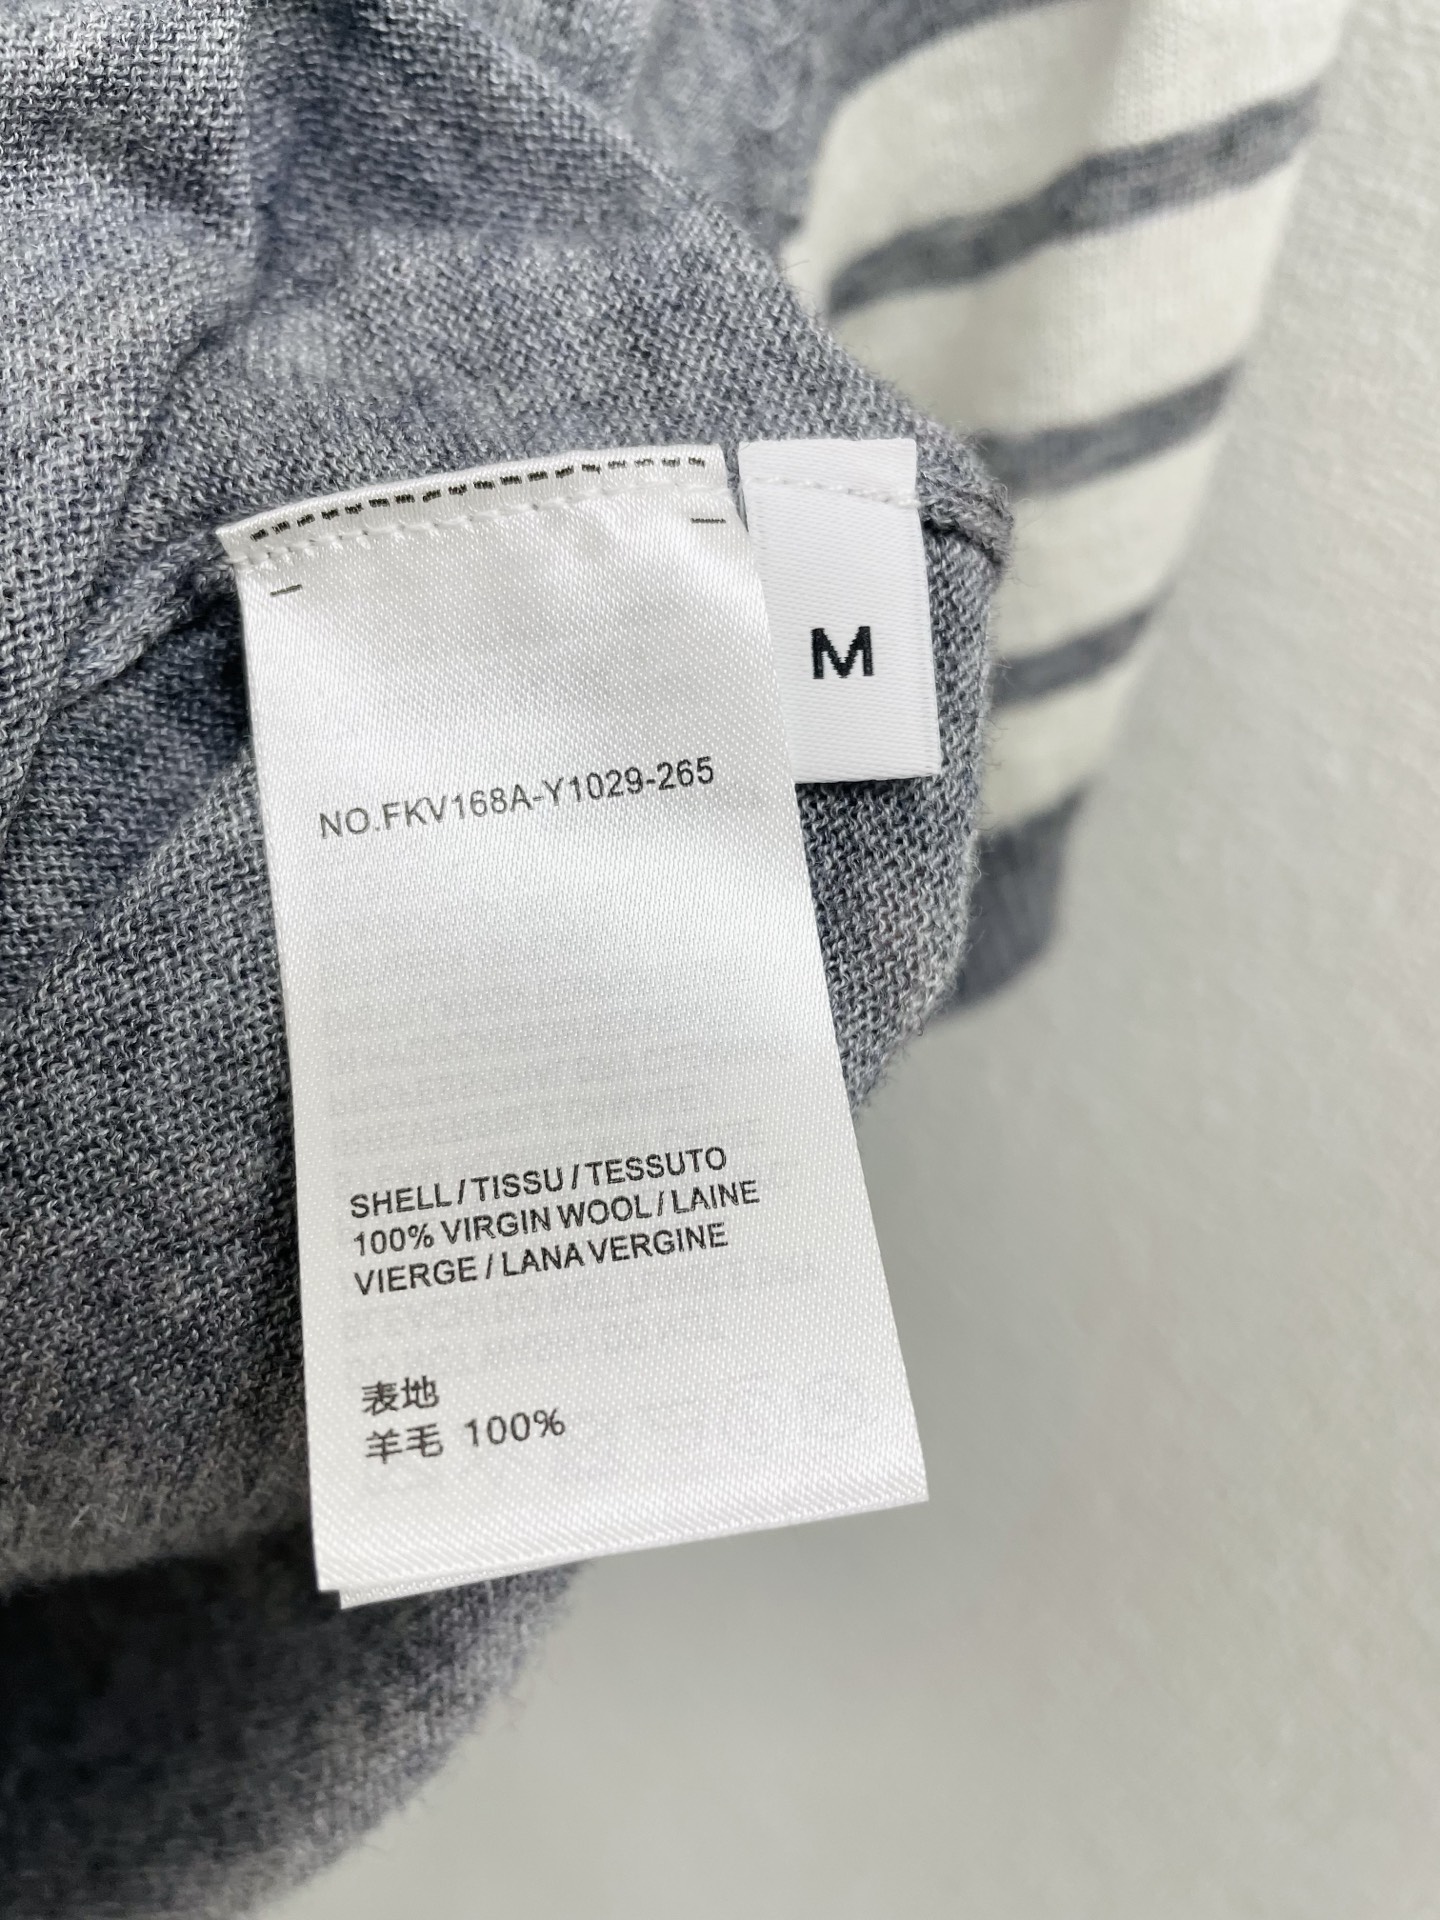 M
NO.FKV168A-Y1029-265
SHELL/TISSU/TESSUTO
100% VIRGIN WOOL/LAINE
VIERGE/LANA VERGINE
表地
羊毛 100%